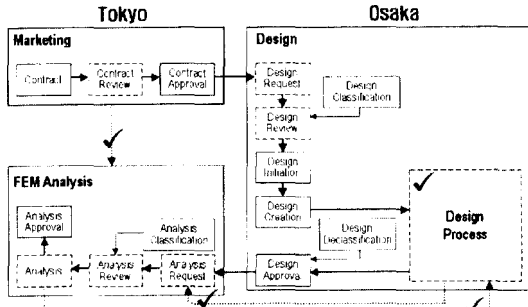 Tokyo
Osaka
Marketing
Contract
Contract
Review
Contract
Approval
Design
Design
Request
Design
Classification
Design
Review
Design
Initiation
Design
Creation
Design
Declassification
Design
Approval
Design
Process
FEM Analysis
Analysis
Approval
Analysis
Classification
Analysis
Analysis
Review
Analysis
Request